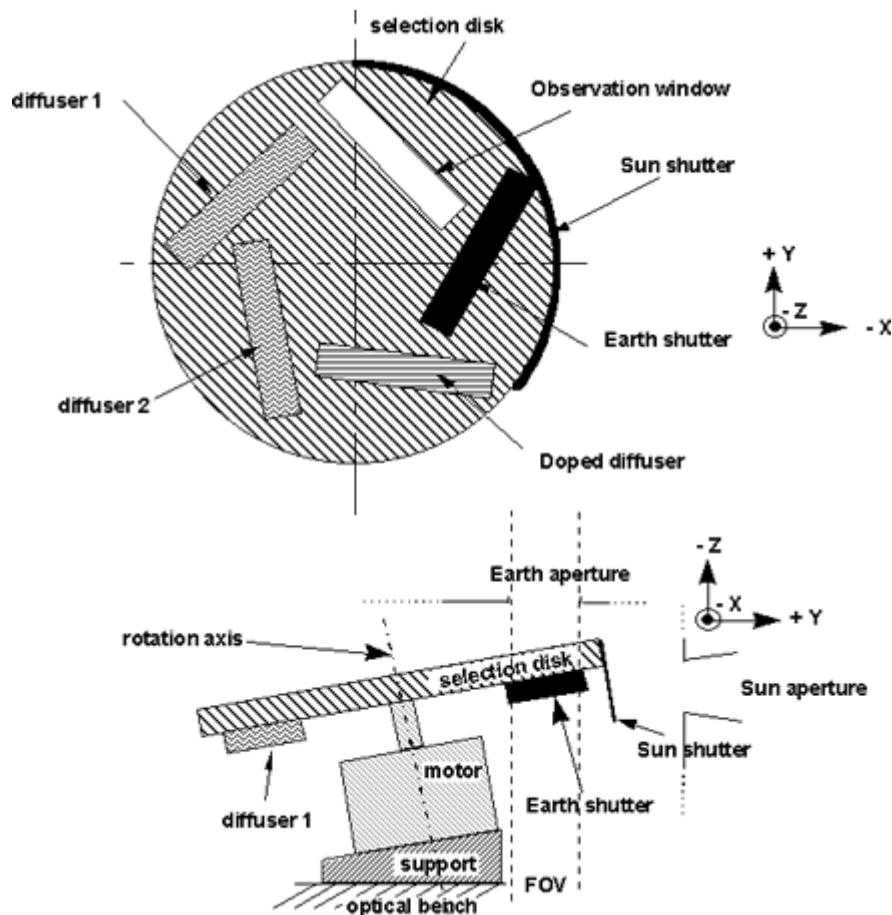 selection disk
diffuser 1
Observation window
Sun shutter
+ Y
- Z
- X
Earth shutter
diffuser 2
Doped diffuser
- Z
Earth aperture
- X
+ Y
rotation axis
selection disk
Sun aperture
Sun shutter
motor
Earth shutter
diffuser 1
support
FOV
optical bench